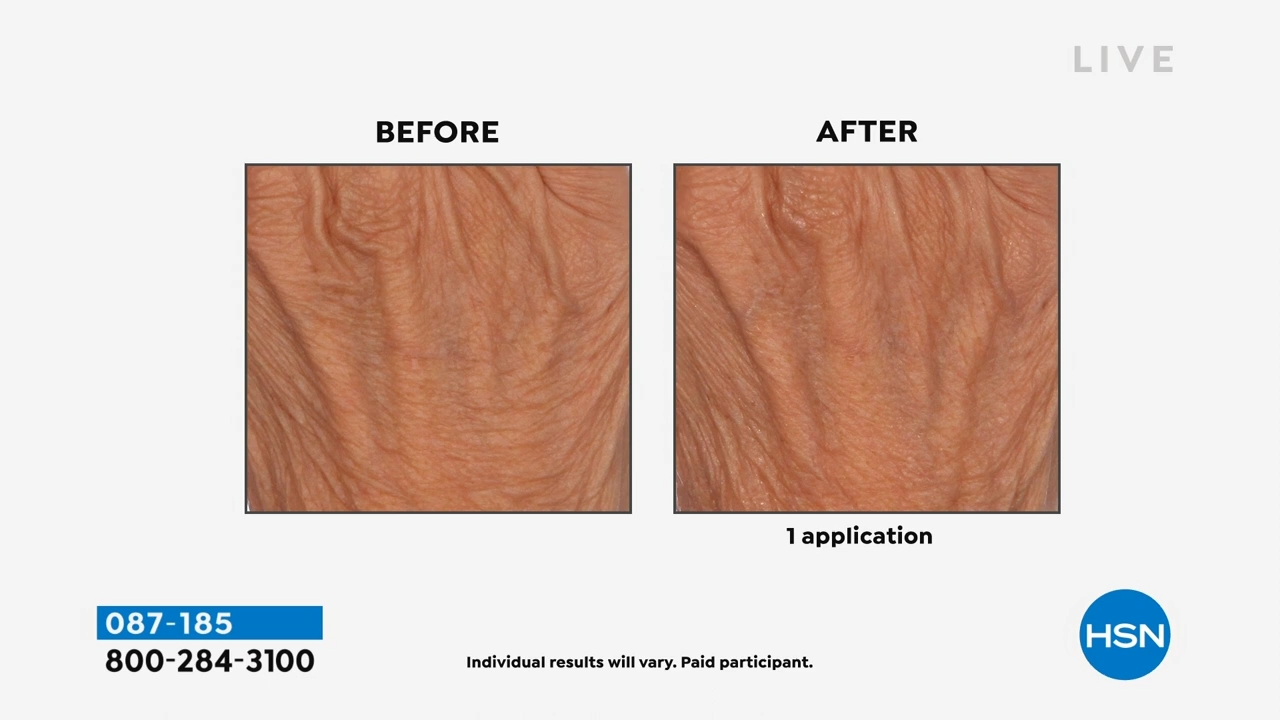 LIVE
BEFORE
AFTER
1 application
087-185
800-284-3100
Individual results will vary. Paid participant.
HSN